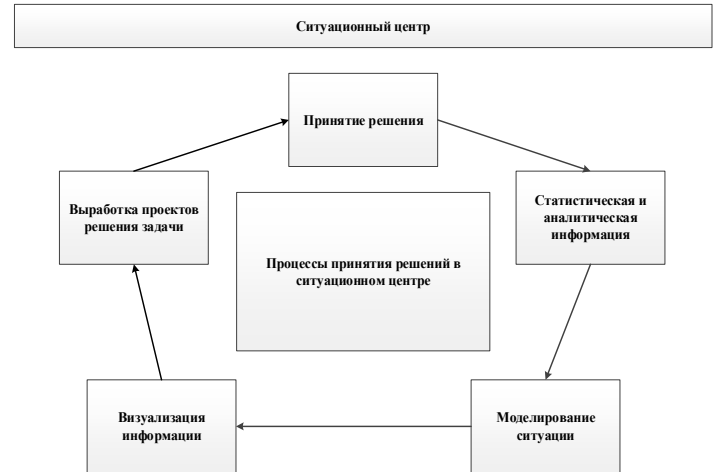 Ситуационный центр
Принятие решения
Выработка проектов
решения задачи
Статистическая и
аналитическая
информация
Процессы принятия решений в
ситуационном центре
Визуализация
информации
Моделирование
ситуации